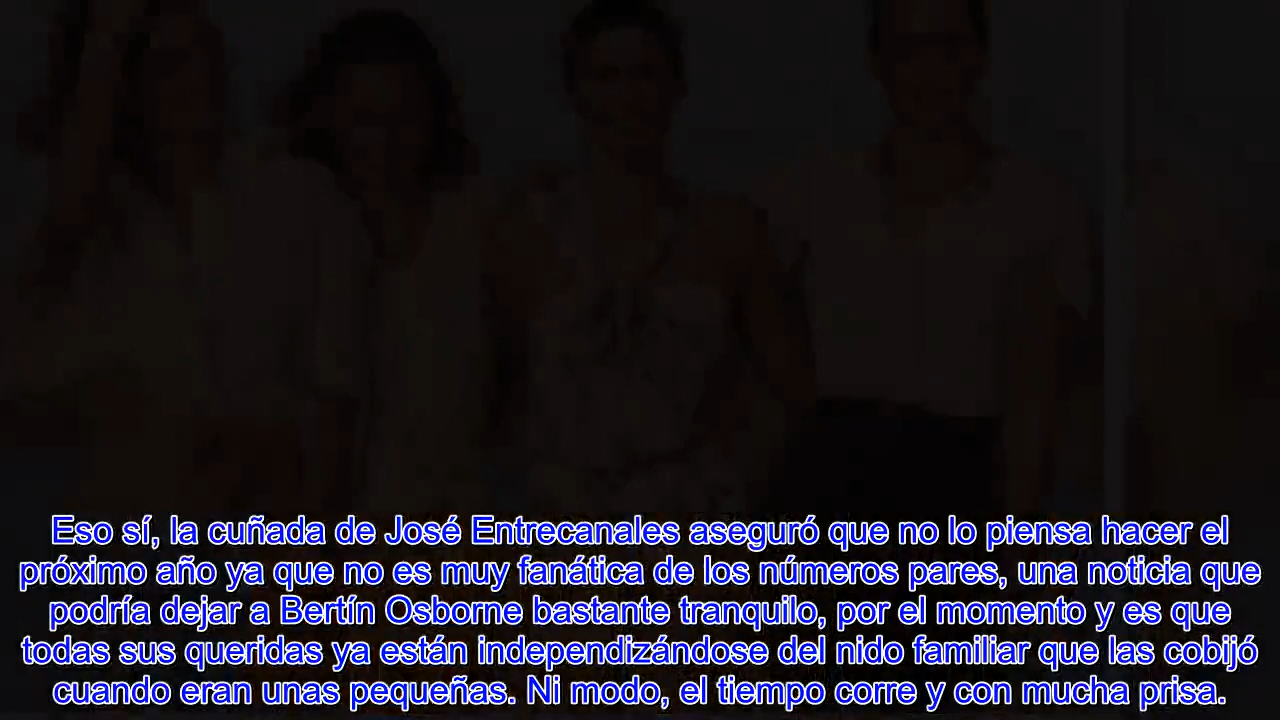 Eso sí, la cuñada de José Entrecanales aseguró que no lo piensa hacer el
próximo año ya que no es muy fanática de los números pares, una noticia que
podría dejar a Bertín Osborne bastante tranquilo, por el momento y es que
todas sus queridas ya están independizándose del nido familiar que las cobijó
cuando eran unas pequeñas. Ni modo, el tiempo corre y con mucha prisa.